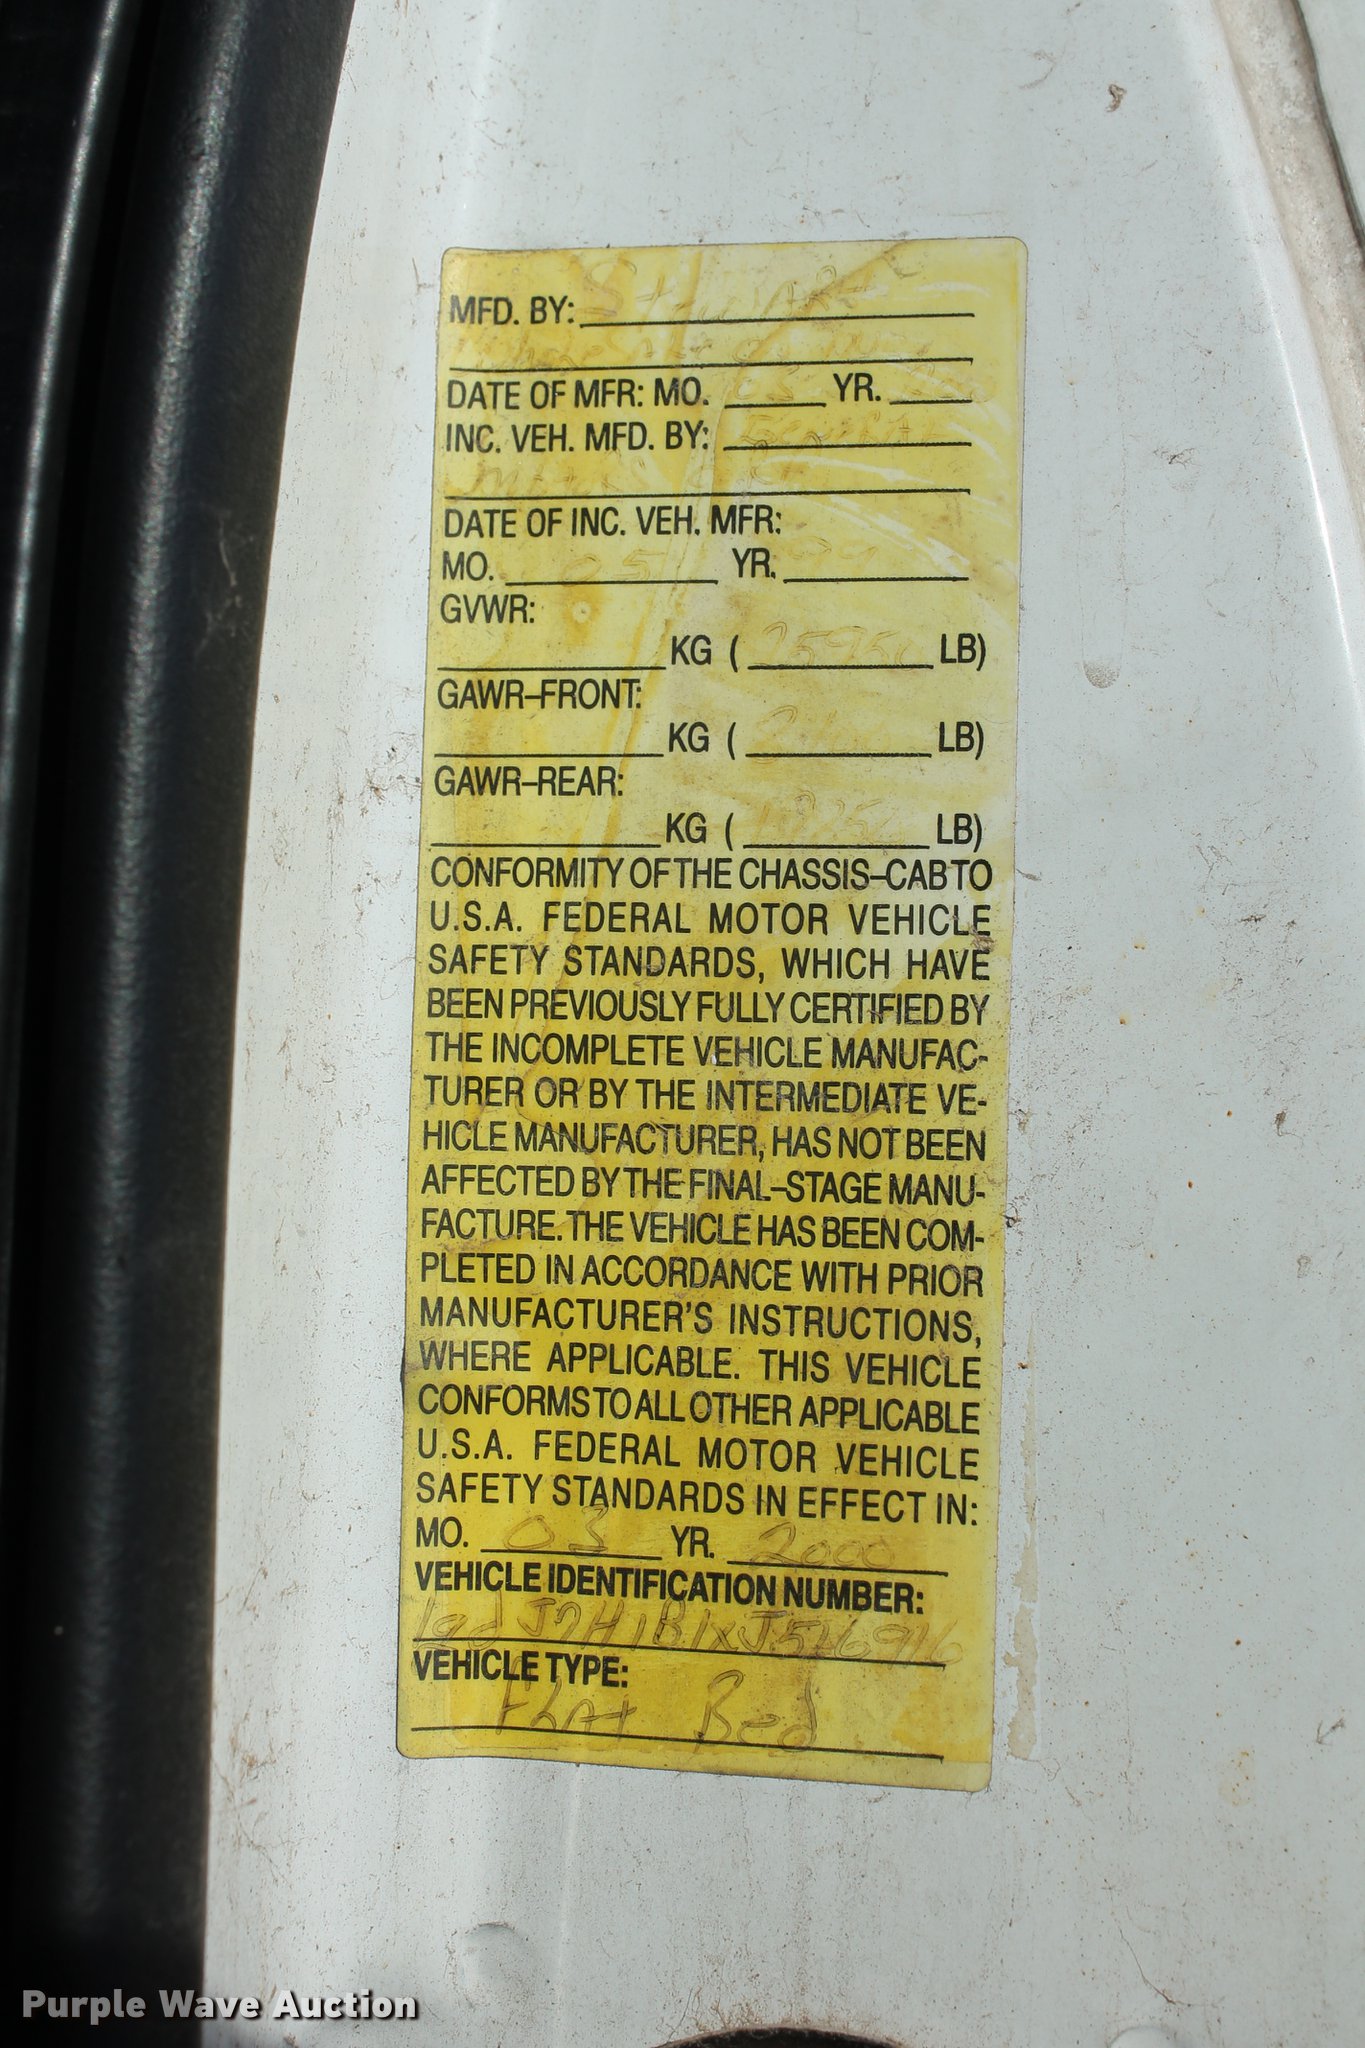 MFD. BY:
DATE OF MFR: MO. 03 YR.
INC. VEH. MFD. BY:
DATE OF INC. VEH. MFR:
MO. 05 YR. 99
GVWR:
KG ( 25950 LB)
GAWR–FRONT:
KG ( LB)
GAWR–REAR:
KG ( LB)
CONFORMITY OF THE CHASSIS–CAB TO
U.S.A. FEDERAL MOTOR VEHICLE
SAFETY STANDARDS, WHICH HAVE
BEEN PREVIOUSLY FULLY CERTIFIED BY
THE INCOMPLETE VEHICLE MANUFAC-
TURER OR BY THE INTERMEDIATE VE-
HICLE MANUFACTURER, HAS NOT BEEN
AFFECTED BY THE FINAL–STAGE MANU-
FACTURE. THE VEHICLE HAS BEEN COM-
PLETED IN ACCORDANCE WITH PRIOR
MANUFACTURER'S INSTRUCTIONS,
WHERE APPLICABLE. THIS VEHICLE
CONFORMS TO ALL OTHER APPLICABLE
U.S.A. FEDERAL MOTOR VEHICLE
SAFETY STANDARDS IN EFFECT IN:
MO. 03 YR. 2000
VEHICLE IDENTIFICATION NUMBER:
VEHICLE TYPE:
Flat Bed
Purple Wave Auction